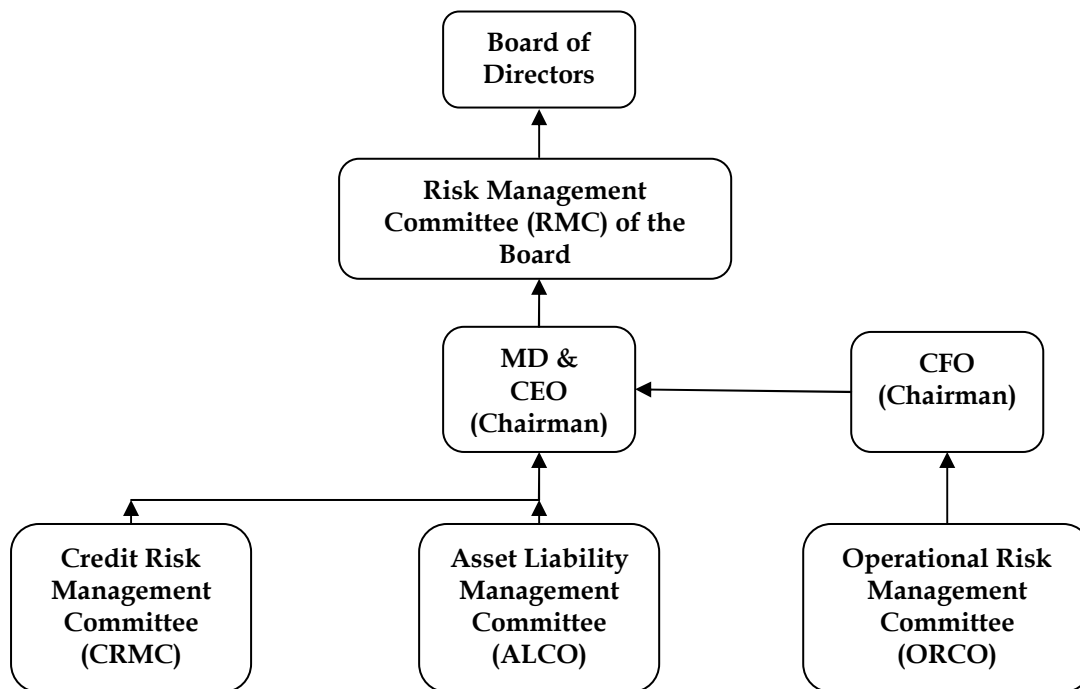 Board of
Directors
Risk Management
Committee (RMC) of the
Board
MD &
CEO
(Chairman)
CFO
(Chairman)
Credit Risk
Management
Committee
(CRMC)
Asset Liability
Management
Committee
(ALCO)
Operational Risk
Management
Committee
(ORCO)